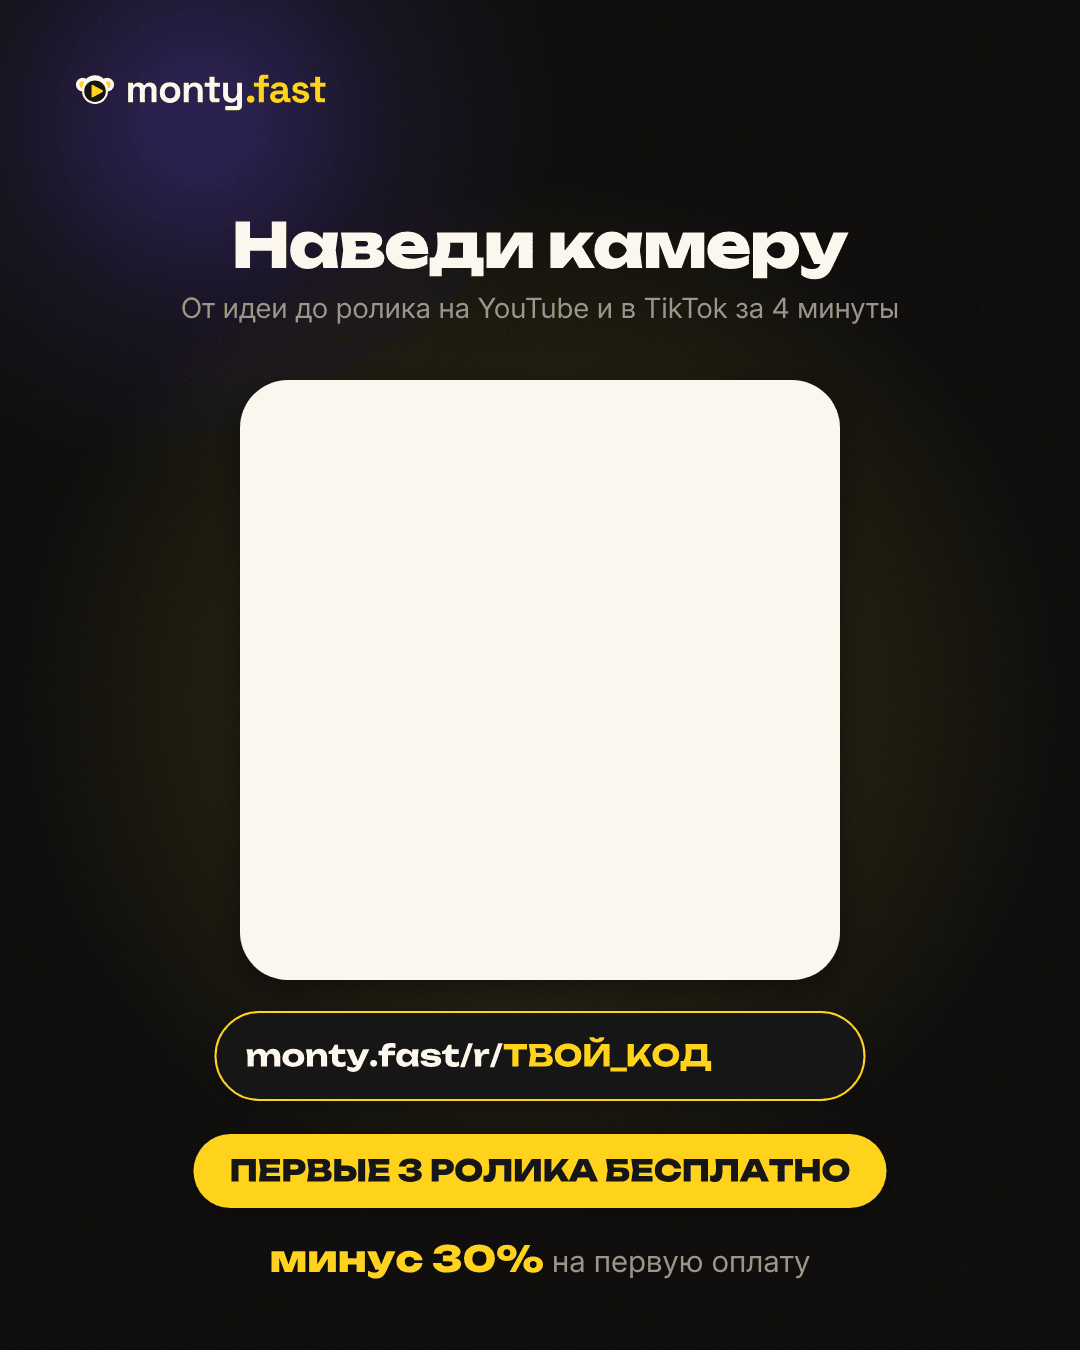 monty.fast
Наведи камеру
От идеи до ролика на YouTube и в TikTok за 4 минуты
monty.fast/r/ТВОЙ_КОД
ПЕРВЫЕ 3 РОЛИКА БЕСПЛАТНО
минус 30% на первую оплату